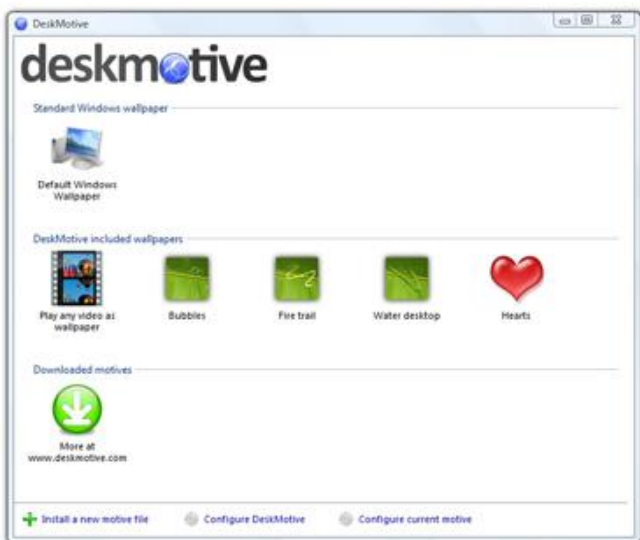 DeskMotive
deskmotive
Standard Windows wallpaper
Default Windows
Wallpaper
DeskMotive included wallpapers
Play any video as
wallpaper
Bubbles
Fire trail
Water desktop
Hearts
Downloaded motives
More at
www.deskmotive.com
Install a new motive file
Configure DeskMotive
Configure current motive